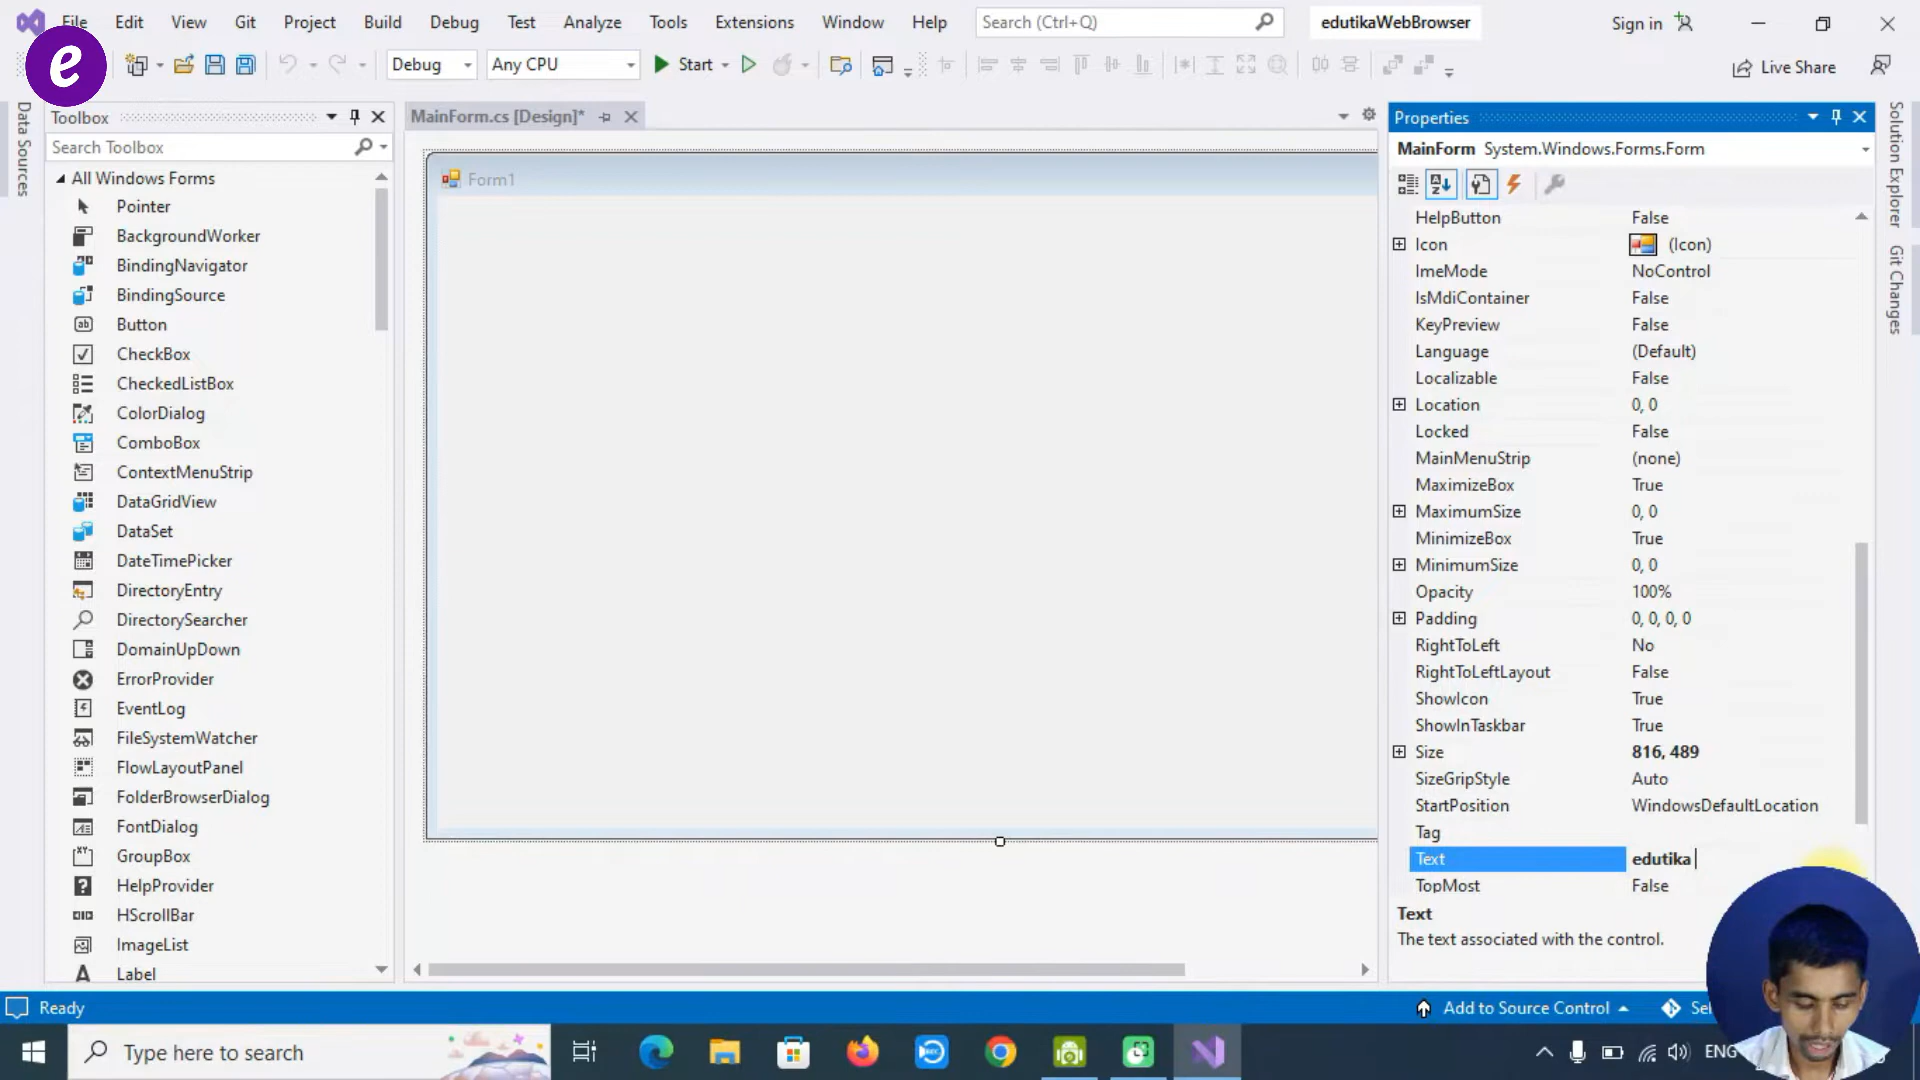 File Edit View Git Project Build Debug Test Analyze Tools Extensions Window Help Search (Ctrl+Q) edutikaWebBrowser Sign in
e
Debug Any CPU Start Live Share
Data Sources
Toolbox
Search Toolbox
All Windows Forms
Pointer
BackgroundWorker
BindingNavigator
BindingSource
Button
CheckBox
CheckedListBox
ColorDialog
ComboBox
ContextMenuStrip
DataGridView
DataSet
DateTimePicker
DirectoryEntry
DirectorySearcher
DomainUpDown
ErrorProvider
EventLog
FileSystemWatcher
FlowLayoutPanel
FolderBrowserDialog
FontDialog
GroupBox
HelpProvider
HScrollBar
ImageList
Label
MainForm.cs [Design]*
Form1
Properties
MainForm System.Windows.Forms.Form
HelpButton False
Icon (Icon)
ImeMode NoControl
IsMdiContainer False
KeyPreview False
Language (Default)
Localizable False
Location 0, 0
Locked False
MainMenuStrip (none)
MaximizeBox True
MaximumSize 0, 0
MinimizeBox True
MinimumSize 0, 0
Opacity 100%
Padding 0, 0, 0, 0
RightToLeft No
RightToLeftLayout False
ShowIcon True
ShowInTaskbar True
Size 816, 489
SizeGripStyle Auto
StartPosition WindowsDefaultLocation
Tag
Text edutika
TopMost False
Text
The text associated with the control.
Solution Explorer
Git Changes
Ready Add to Source Control
Type here to search ENG